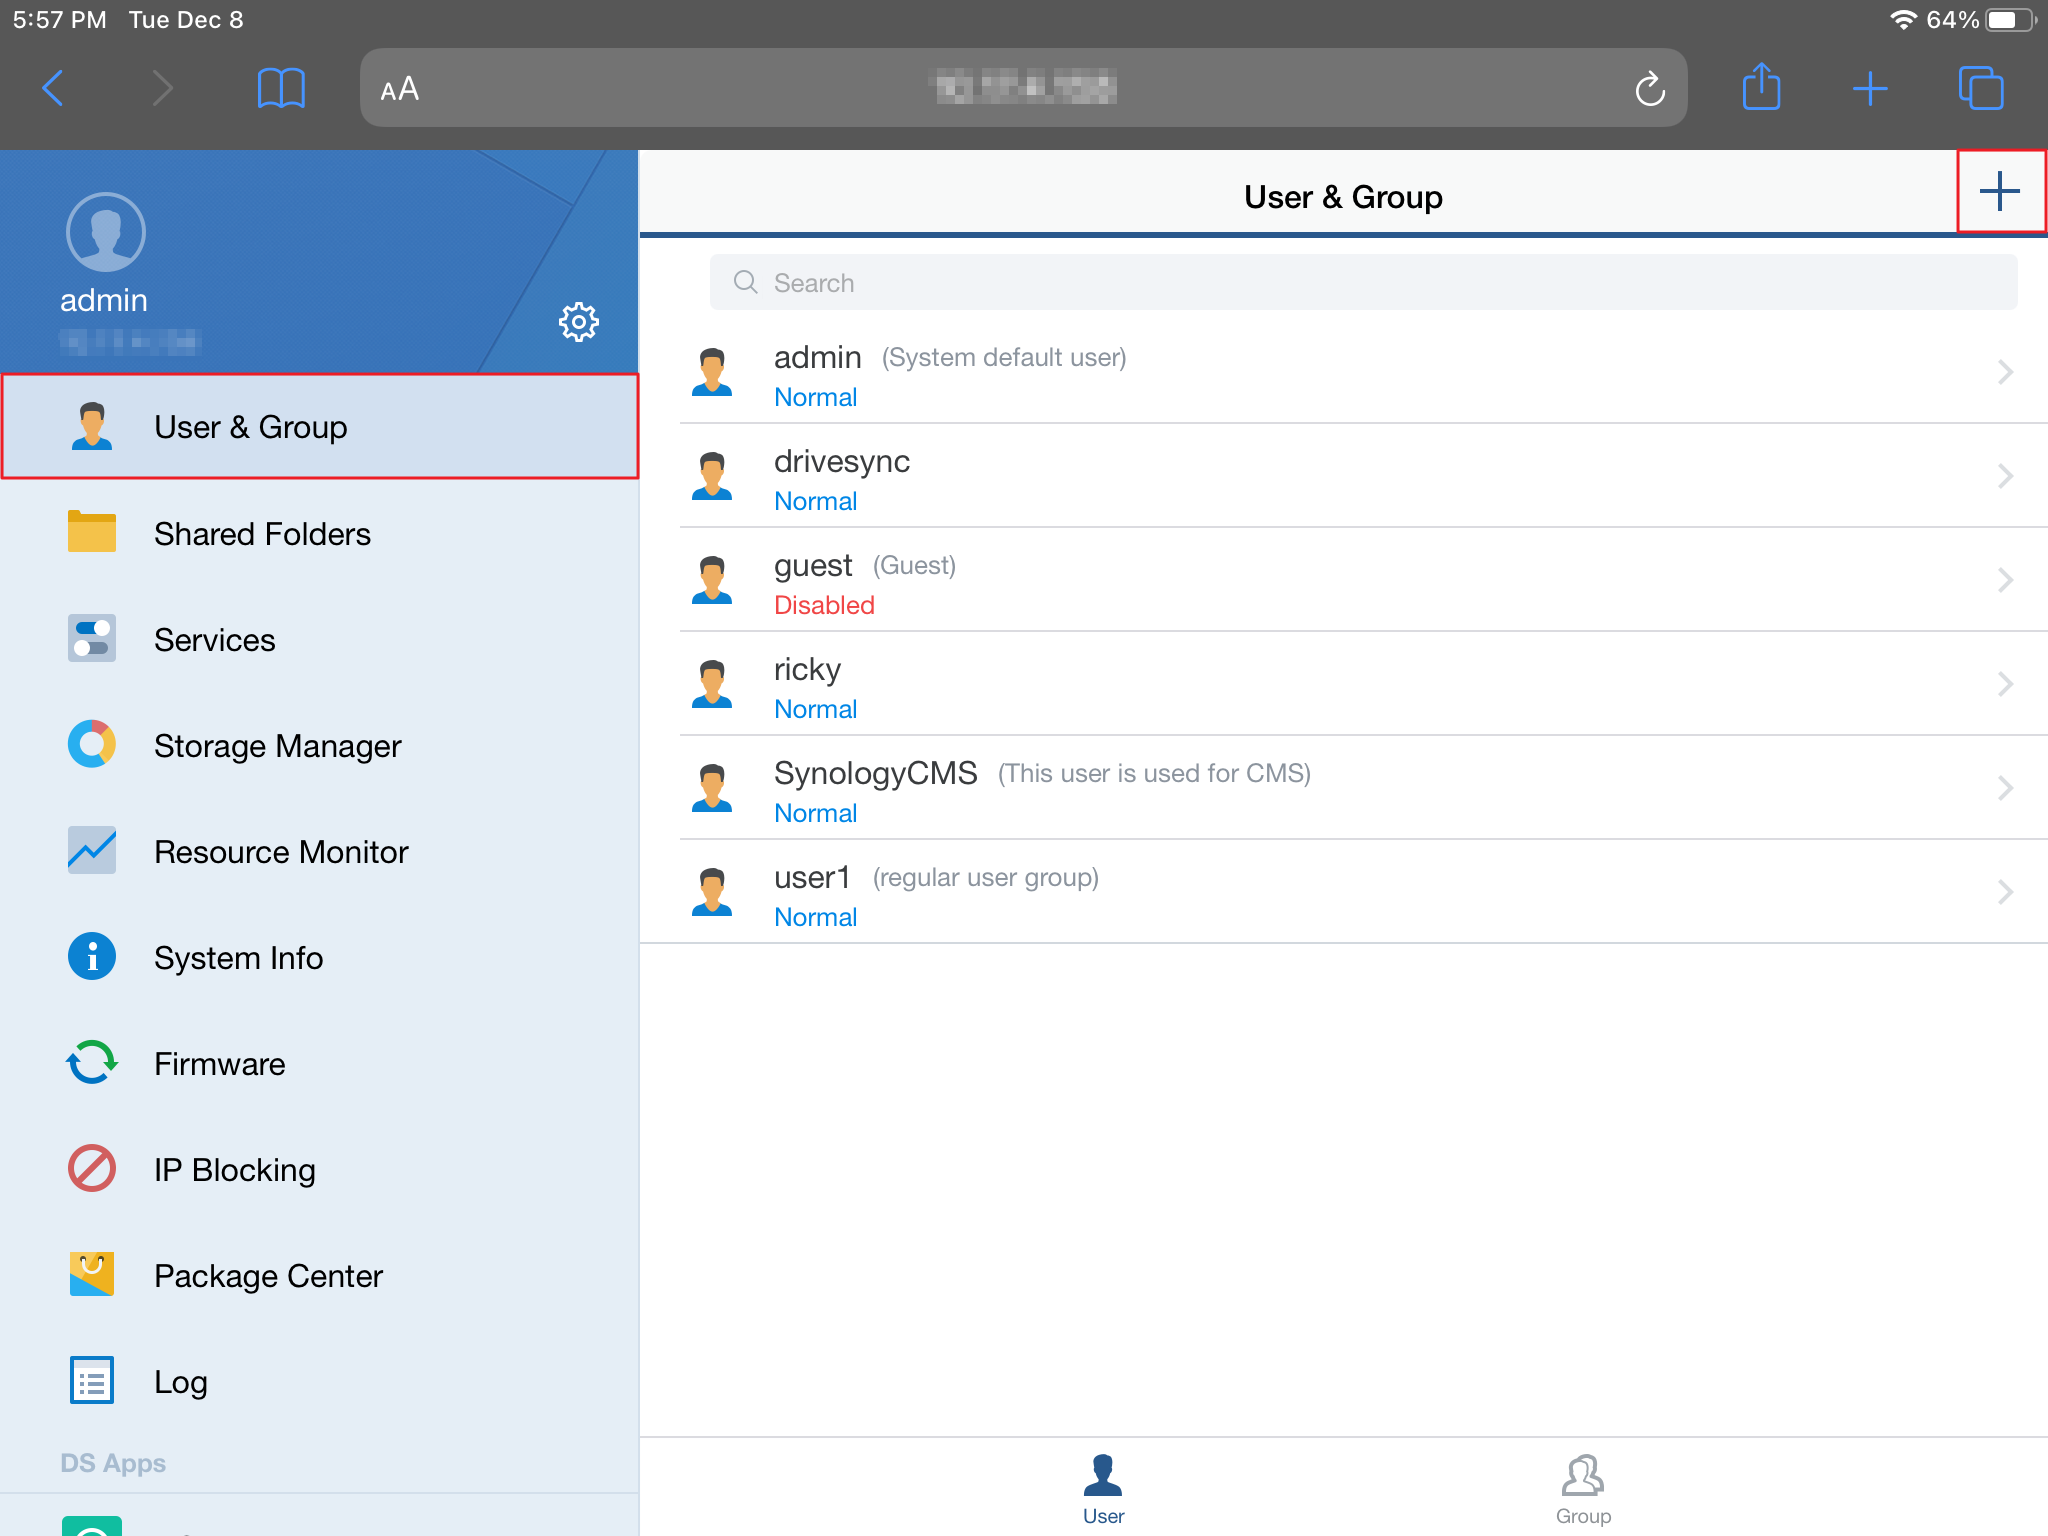 5:57 PM Tue Dec 8
64%
AA
admin
User & Group
Shared Folders
Services
Storage Manager
Resource Monitor
System Info
Firmware
IP Blocking
Package Center
Log
DS Apps
User & Group
Search
admin (System default user)
Normal
drivesync
Normal
guest (Guest)
Disabled
ricky
Normal
SynologyCMS (This user is used for CMS)
Normal
user1 (regular user group)
Normal
User
Group